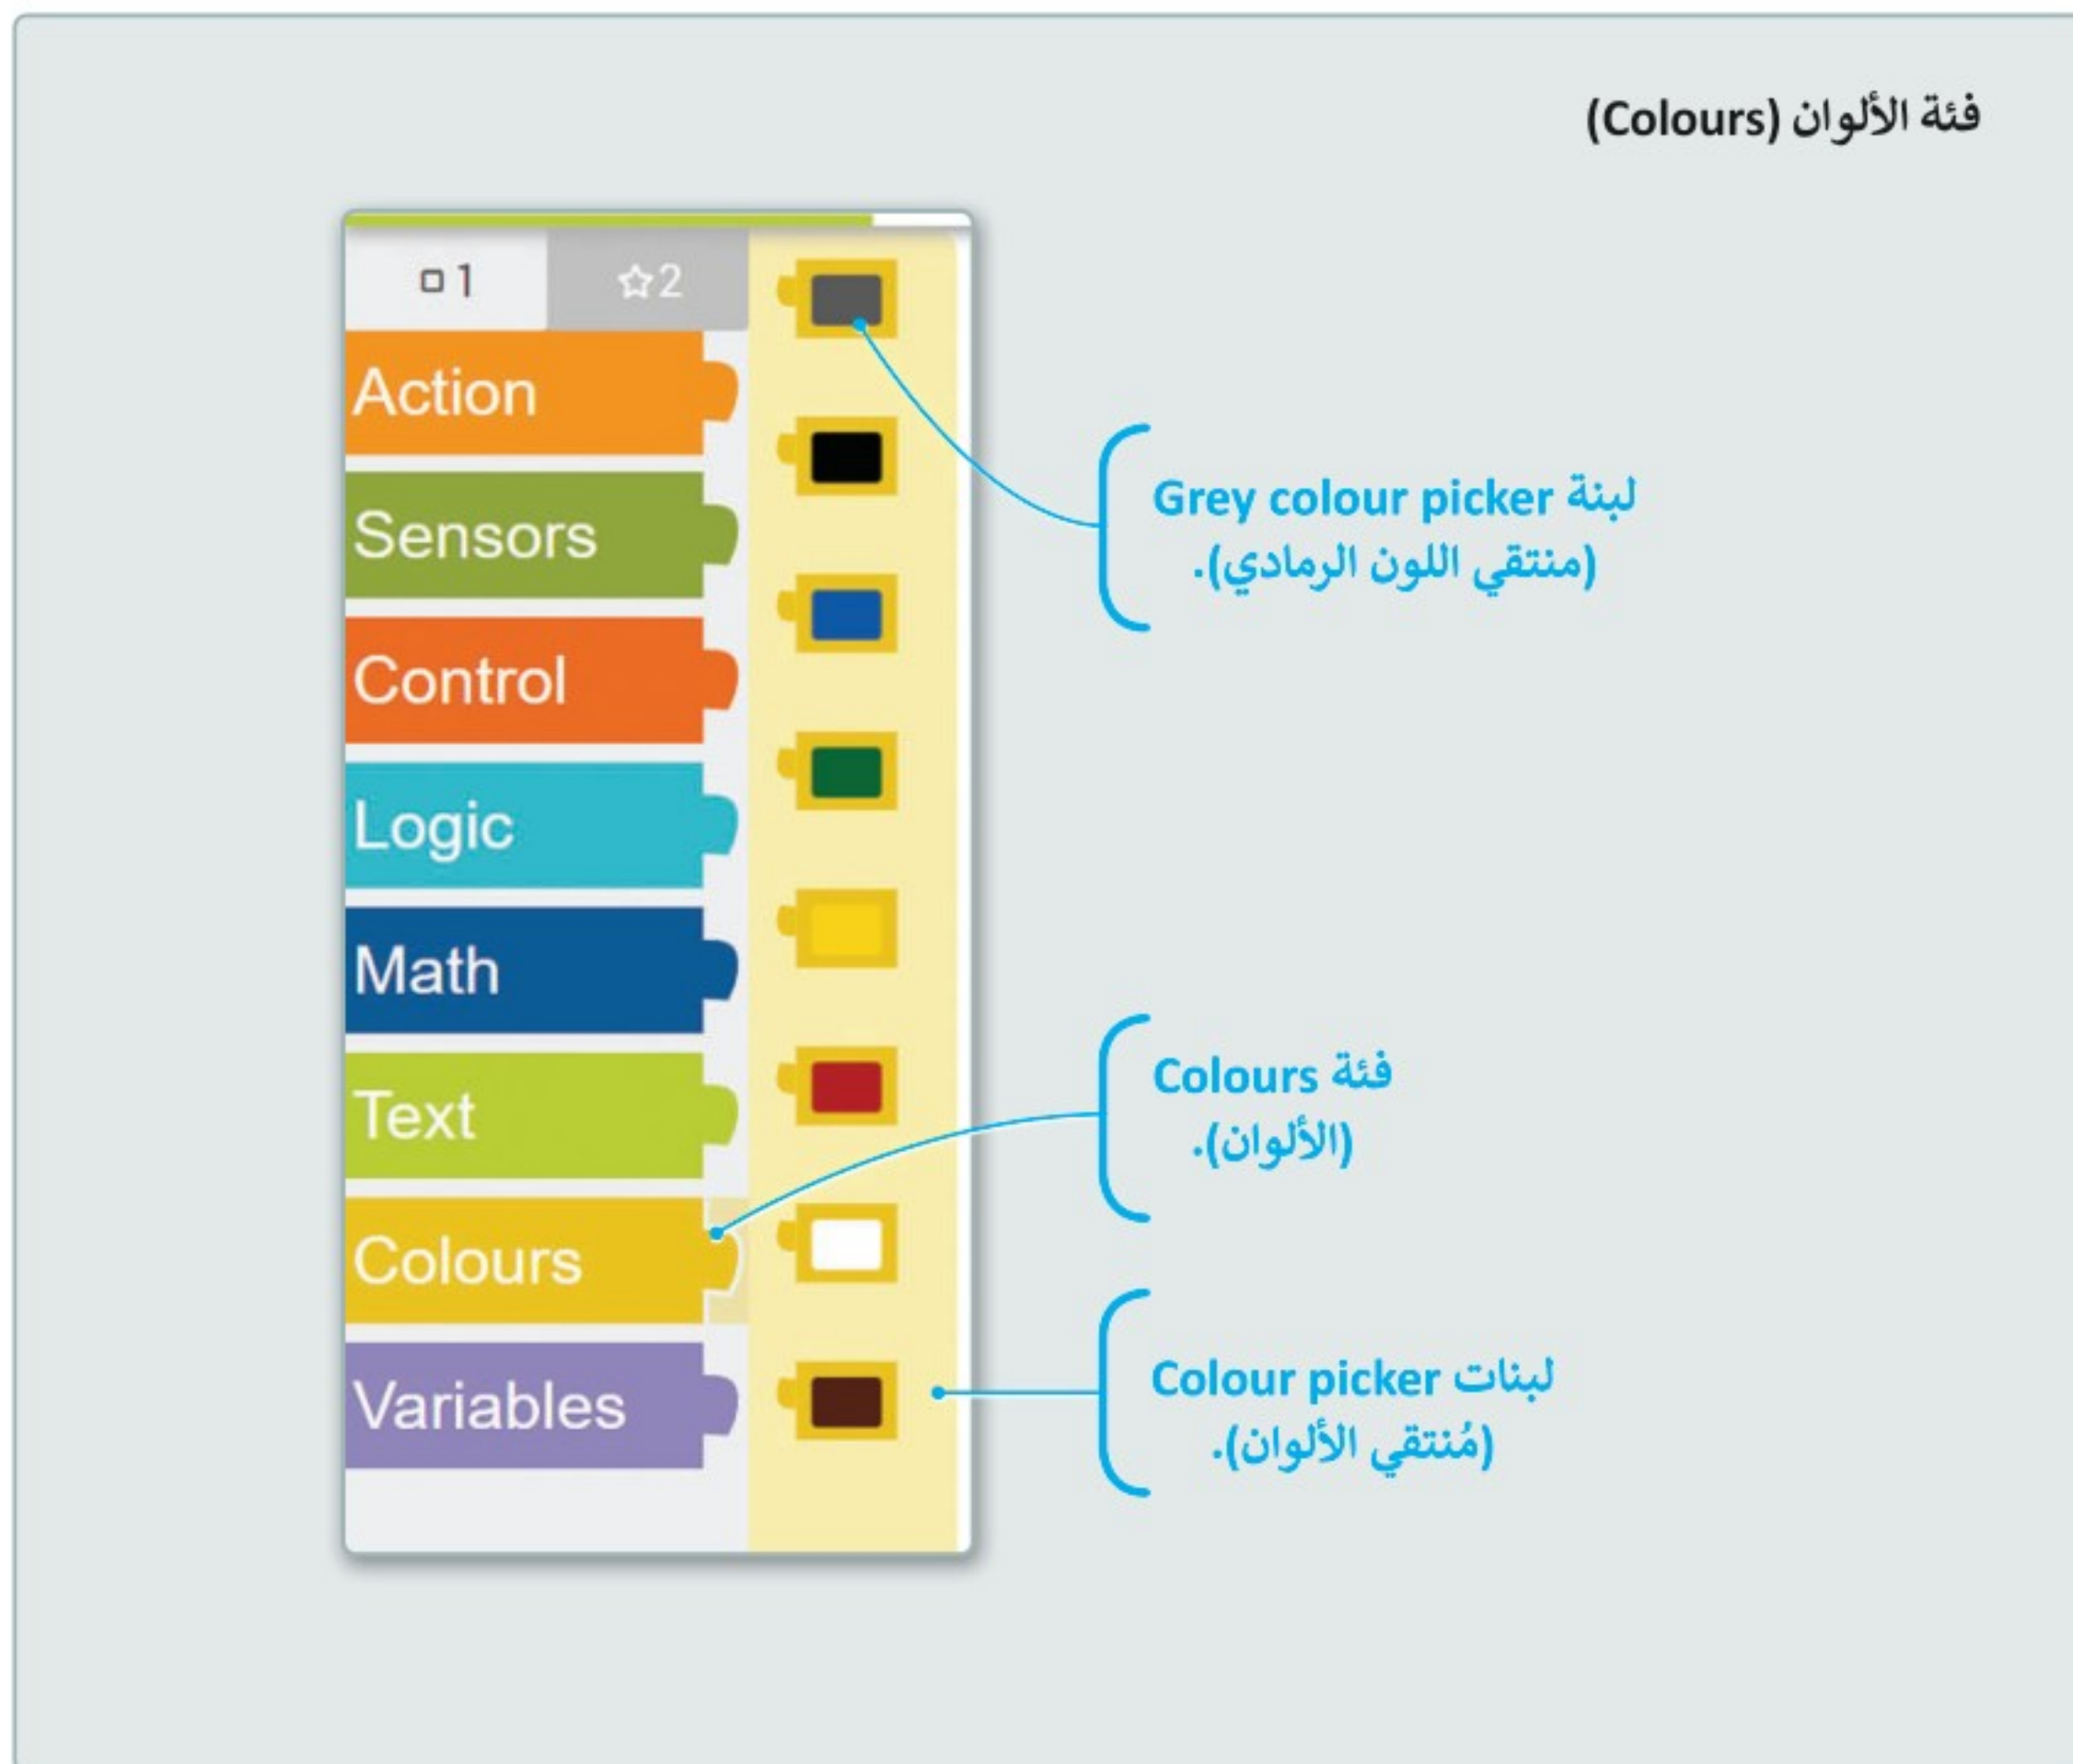 فئة الألوان (Colours)
1
2
Action
Sensors
Control
Logic
Math
Text
Colours
Variables
لبنة Grey colour picker
(منتقي اللون الرمادي).
فئة Colours
(الألوان).
لبنات Colour picker
(مُنتقي الألوان).